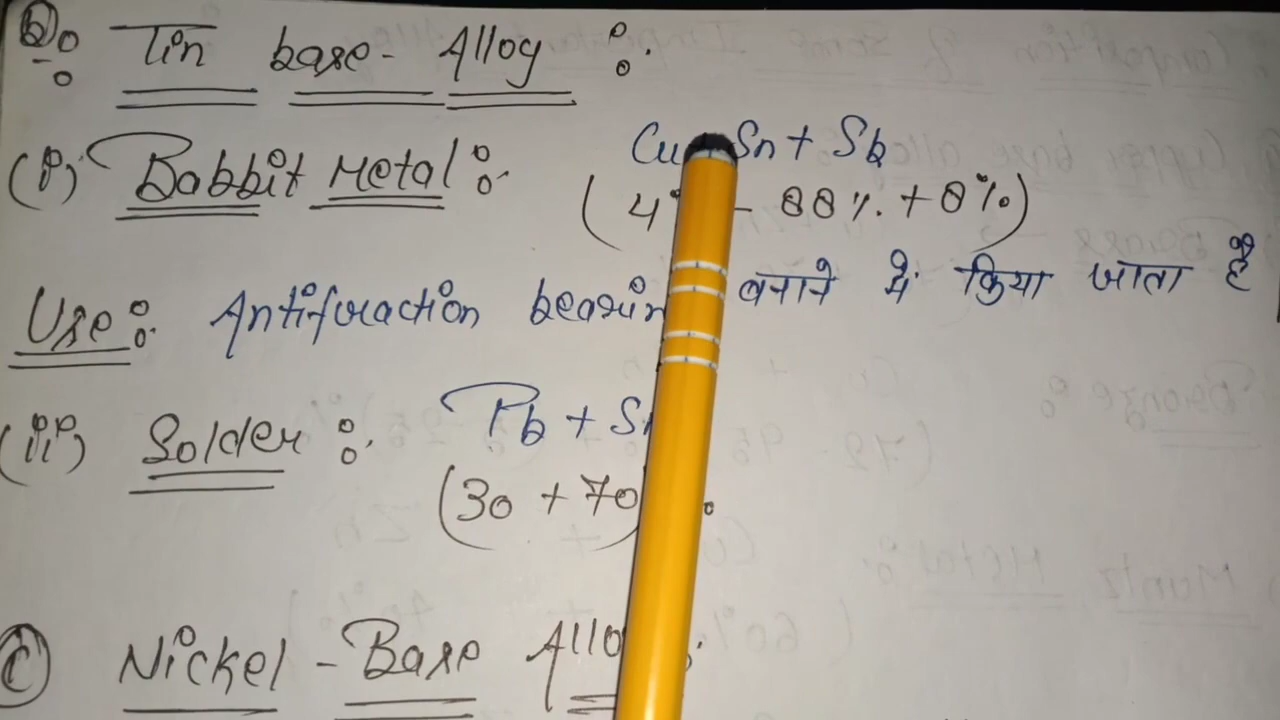 (b) Tin base - Alloy :
(i) Babbit Metal : Cu Sn + Sb
(4 - 88% + 8%)
Use : Antifriction bearin बनाने में किया जाता है
(ii) Solder : Pb + Sn
(30 + 70)
(C) Nickel - Base Allo